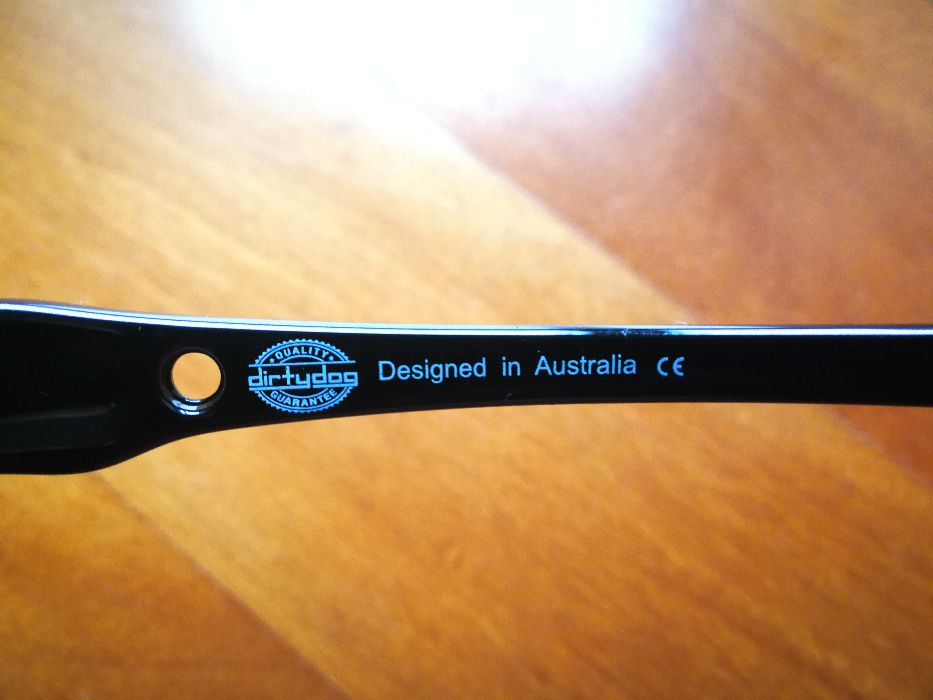 QUALITY
dirtydog
GUARANTEE
Designed in Australia CE